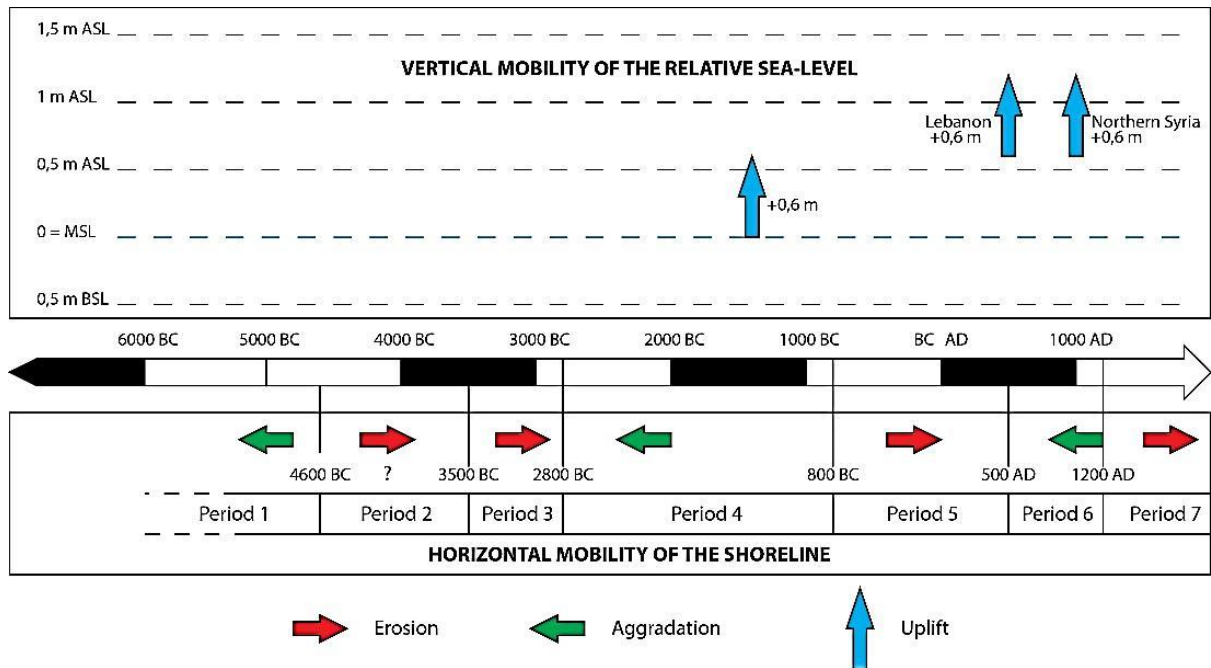 1,5 m ASL
VERTICAL MOBILITY OF THE RELATIVE SEA-LEVEL
1 m ASL
Lebanon
+0,6 m
Northern Syria
+0,6 m
0,5 m ASL
+0,6 m
0 = MSL
0,5 m BSL
6000 BC 5000 BC 4000 BC 3000 BC 2000 BC 1000 BC BC AD 1000 AD
4600 BC ? 3500 BC 2800 BC 800 BC 500 AD 1200 AD
Period 1 Period 2 Period 3 Period 4 Period 5 Period 6 Period 7
HORIZONTAL MOBILITY OF THE SHORELINE
Erosion Aggradation Uplift